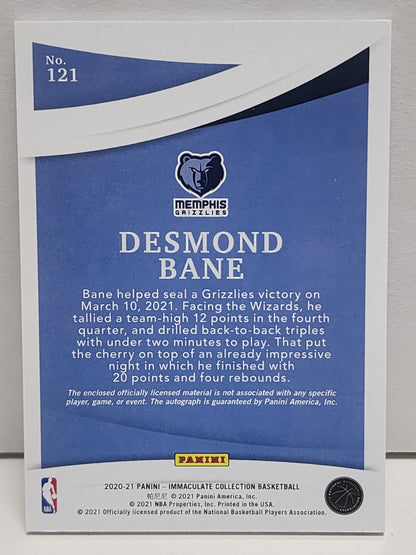 No.
121
MEMPHIS
GRIZZLIES
DESMOND
BANE
Bane helped seal a Grizzlies victory on
March 10, 2021. Facing the Wizards, he
tallied a team-high 12 points in the fourth
quarter, and drilled back-to-back triples
with under two minutes to play. That put
the cherry on top of an already impressive
night in which he finished with
20 points and four rebounds.
The enclosed officially licensed material is not associated with any specific
player, game, or event. The autograph is guaranteed by Panini America, Inc.
PANINI
2020-21 PANINI – IMMACULATE COLLECTION BASKETBALL
帕尼尼 © 2021 Panini America, Inc.
© 2021 NBA Properties, Inc. Printed in the USA.
© 2021 Officially licensed product of the National Basketball Players Association.
NBA